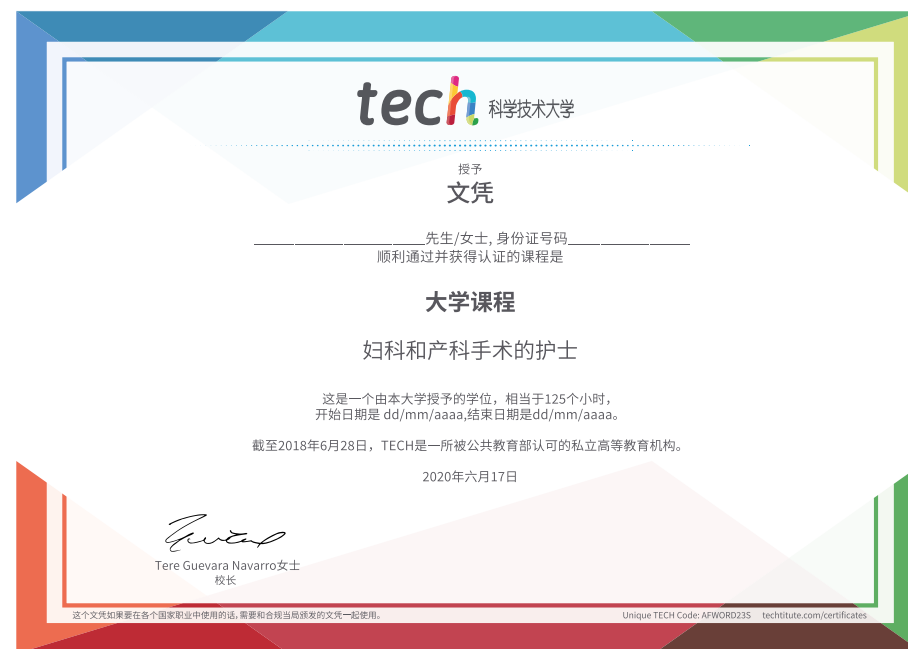 tech 科学技术大学
授予
文凭
先生/女士, 身份证号码
顺利通过并获得认证的课程是
大学课程
妇科和产科手术的护士
这是一个由本大学授予的学位，相当于125个小时，
开始日期是 dd/mm/aaaa,结束日期是dd/mm/aaaa。
截至2018年6月28日，TECH是一所被公共教育部认可的私立高等教育机构。
2020年六月17日
Tere Guevara Navarro女士
校长
这个文凭如果要在各个国家职业中使用的话,需要和合规当局颁发的文凭一起使用。
Unique TECH Code: AFWORD23S techtitute.com/certificates